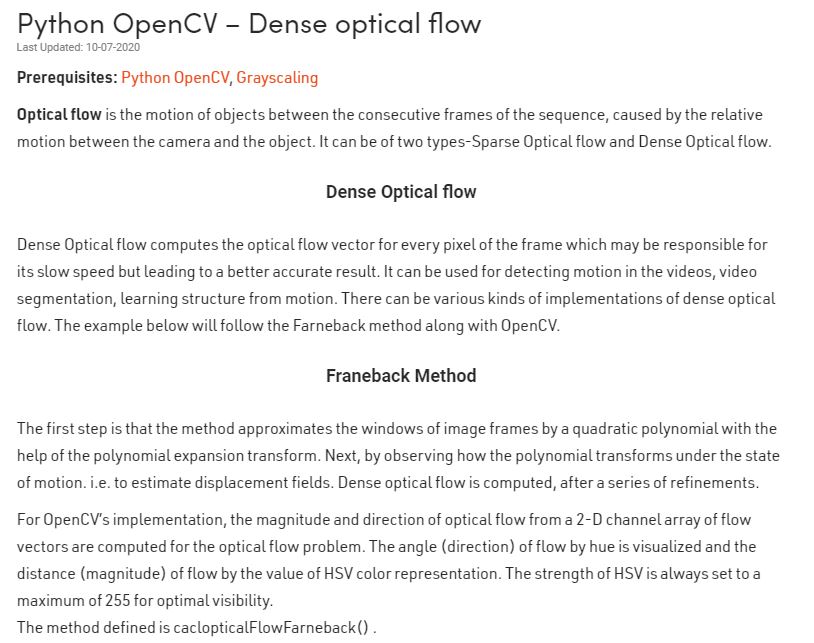 Python OpenCV – Dense optical flow
Last Updated: 10-07-2020
Prerequisites: Python OpenCV, Grayscaling
Optical flow is the motion of objects between the consecutive frames of the sequence, caused by the relative
motion between the camera and the object. It can be of two types-Sparse Optical flow and Dense Optical flow.
Dense Optical flow
Dense Optical flow computes the optical flow vector for every pixel of the frame which may be responsible for
its slow speed but leading to a better accurate result. It can be used for detecting motion in the videos, video
segmentation, learning structure from motion. There can be various kinds of implementations of dense optical
flow. The example below will follow the Farneback method along with OpenCV.
Franeback Method
The first step is that the method approximates the windows of image frames by a quadratic polynomial with the
help of the polynomial expansion transform. Next, by observing how the polynomial transforms under the state
of motion. i.e. to estimate displacement fields. Dense optical flow is computed, after a series of refinements.
For OpenCV's implementation, the magnitude and direction of optical flow from a 2-D channel array of flow
vectors are computed for the optical flow problem. The angle (direction) of flow by hue is visualized and the
distance (magnitude) of flow by the value of HSV color representation. The strength of HSV is always set to a
maximum of 255 for optimal visibility.
The method defined is caclopticalFlowFarneback() .